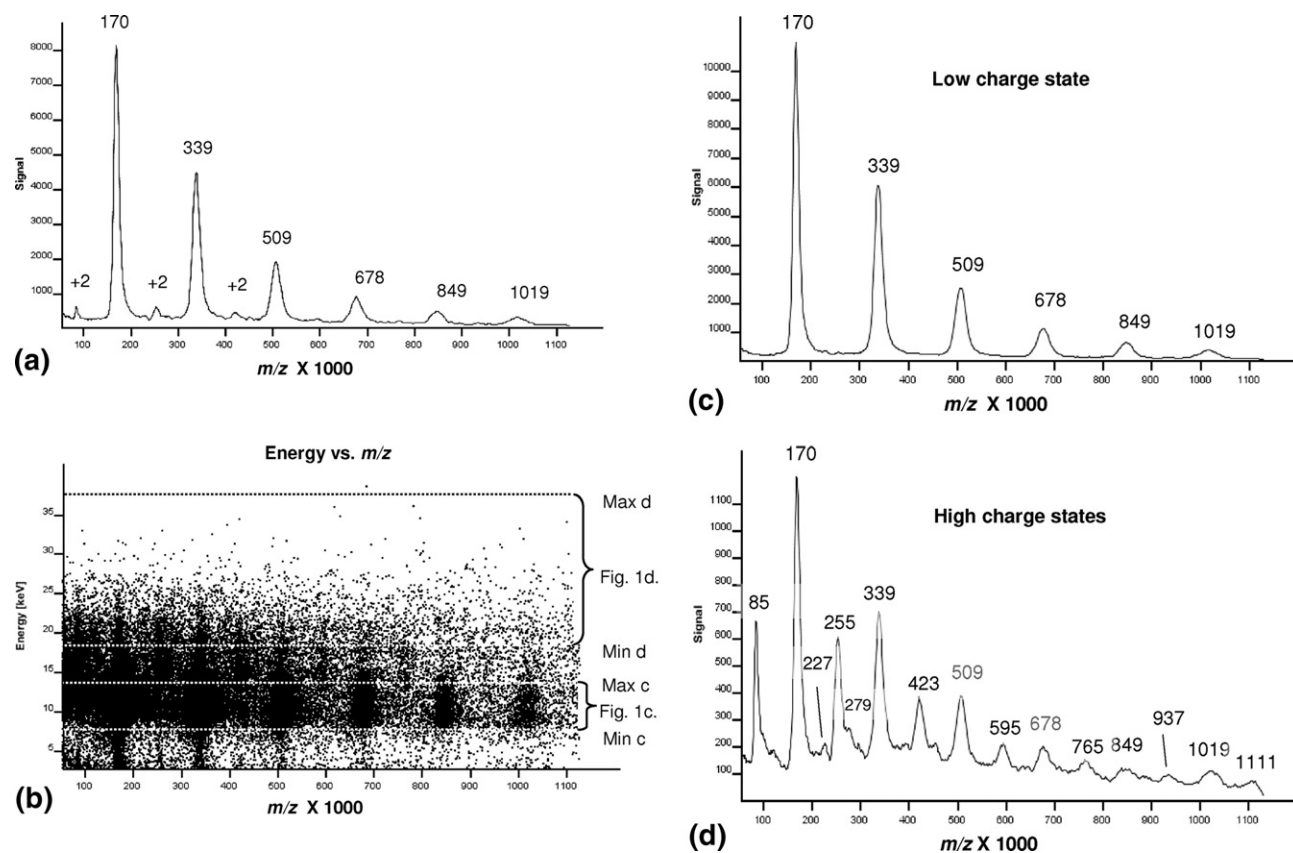 170
8000
7000
6000
5000
4000
3000
2000
1000
Signal
339
509
678
849
1019
+2
+2
+2
100 200 300 400 500 600 700 800 900 1000 1100
m/z X 1000
(a)
Energy vs. m/z
35
30
25
20
15
10
5
Energy [keV]
Max d
Fig. 1d.
Min d
Max c
Fig. 1c.
Min c
100 200 300 400 500 600 700 800 900 1000 1100
m/z X 1000
(b)
170
Low charge state
10000
9000
8000
7000
6000
5000
4000
3000
2000
1000
Signal
339
509
678
849
1019
100 200 300 400 500 600 700 800 900 1000 1100
m/z X 1000
(c)
170
High charge states
1100
1000
900
800
700
600
500
400
300
200
100
Signal
85
227
255
279
339
423
509
595
678
765
849
937
1019
1111
100 200 300 400 500 600 700 800 900 1000 1100
m/z X 1000
(d)